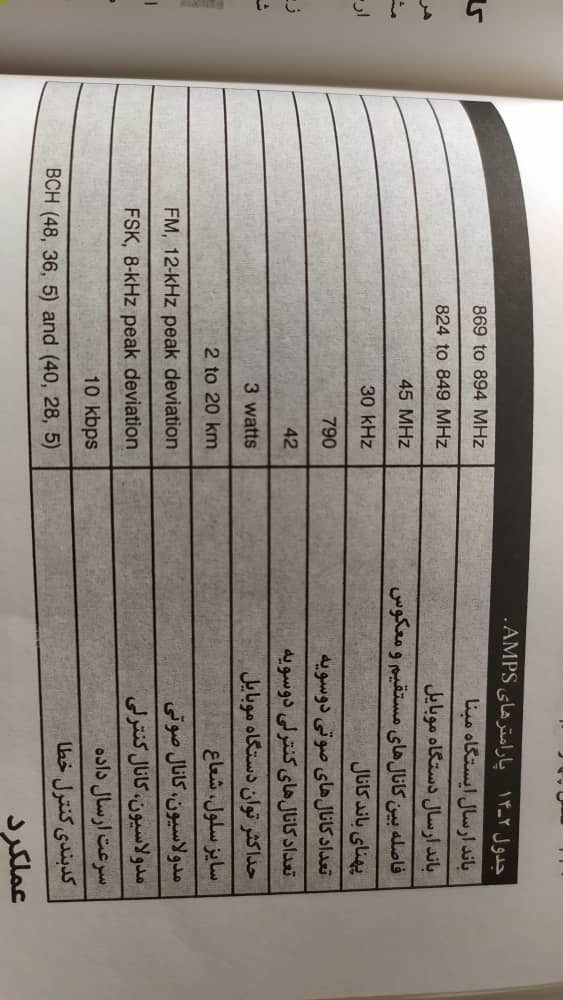 جدول ۲-۱۴ پارامترهای AMPS.
باند ارسال ایستگاه مبنا 869 to 894 MHz
باند ارسال دستگاه موبایل 824 to 849 MHz
فاصله بین کانال‌های مستقیم و معکوس 45 MHz
پهنای باند کانال 30 kHz
تعداد کانال‌های صوتی دوسویه 790
تعداد کانال‌های کنترلی دوسویه 42
حداکثر توان دستگاه موبایل 3 watts
سایز سلول، شعاع 2 to 20 km
مدولاسیون، کانال صوتی FM, 12-kHz peak deviation
مدولاسیون، کانال کنترلی FSK, 8-kHz peak deviation
سرعت ارسال داده 10 kbps
کدبندی کنترل خطا BCH (48, 36, 5) and (40, 28, 5)
عملکرد